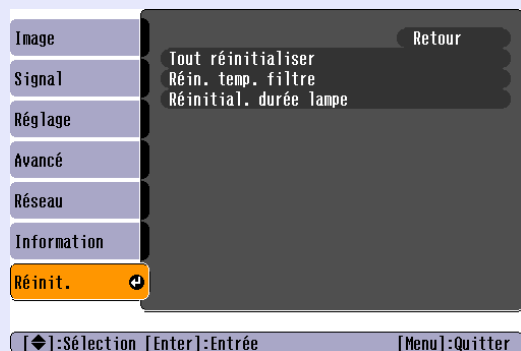 Image
Signal
Réglage
Avancé
Réseau
Information
Réinit.
Retour
Tout réinitialiser
Réin. temp. filtre
Réinitial. durée lampe
[◆]:Sélection [Enter]:Entrée [Menu]:Quitter